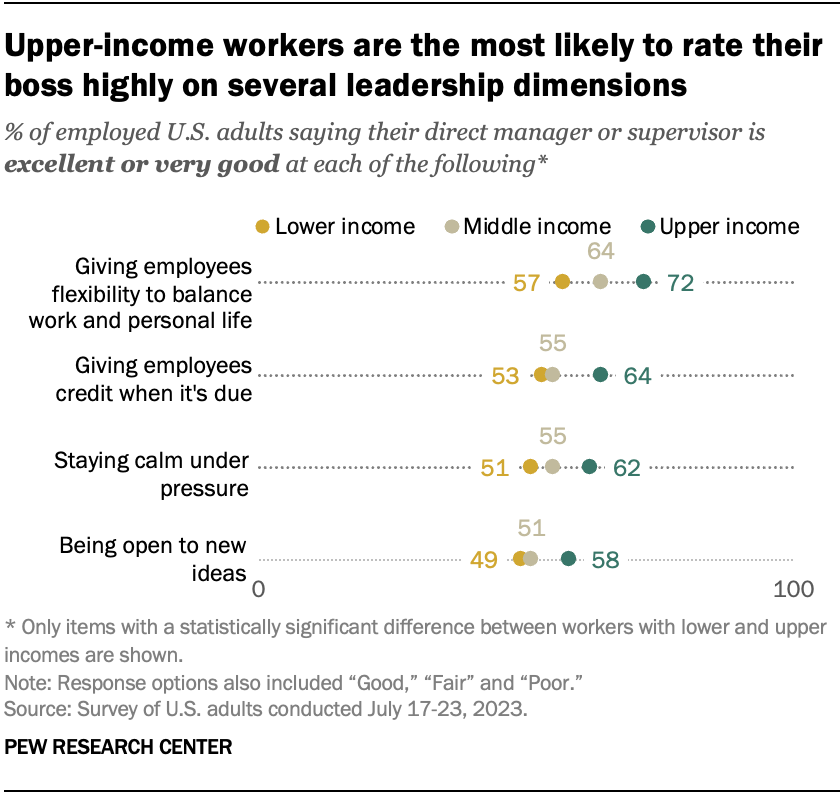 Upper-income workers are the most likely to rate their
boss highly on several leadership dimensions
% of employed U.S. adults saying their direct manager or supervisor is
excellent or very good at each of the following*
Lower income Middle income Upper income
Giving employees
flexibility to balance
work and personal life
57 64 72
Giving employees
credit when it's due
53 55 64
Staying calm under
pressure
51 55 62
Being open to new
ideas
49 51 58
0 100
* Only items with a statistically significant difference between workers with lower and upper
incomes are shown.
Note: Response options also included “Good,” “Fair” and “Poor.”
Source: Survey of U.S. adults conducted July 17-23, 2023.
PEW RESEARCH CENTER